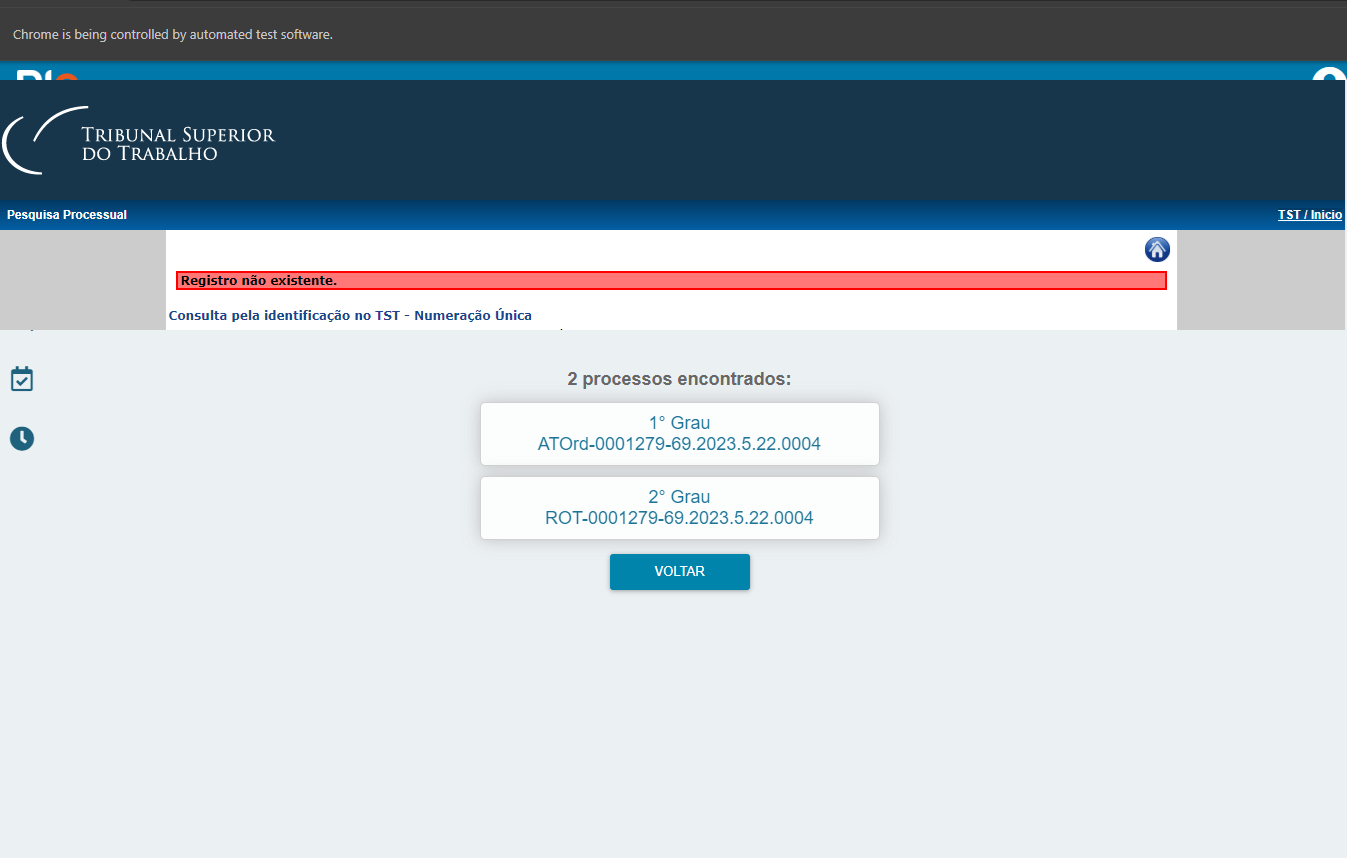 Chrome is being controlled by automated test software.
TRIBUNAL SUPERIOR
DO TRABALHO
Pesquisa Processual
TST / Inicio
Registro não existente.
Consulta pela identificação no TST - Numeração Única
2 processos encontrados:
1° Grau
ATOrd-0001279-69.2023.5.22.0004
2° Grau
ROT-0001279-69.2023.5.22.0004
VOLTAR